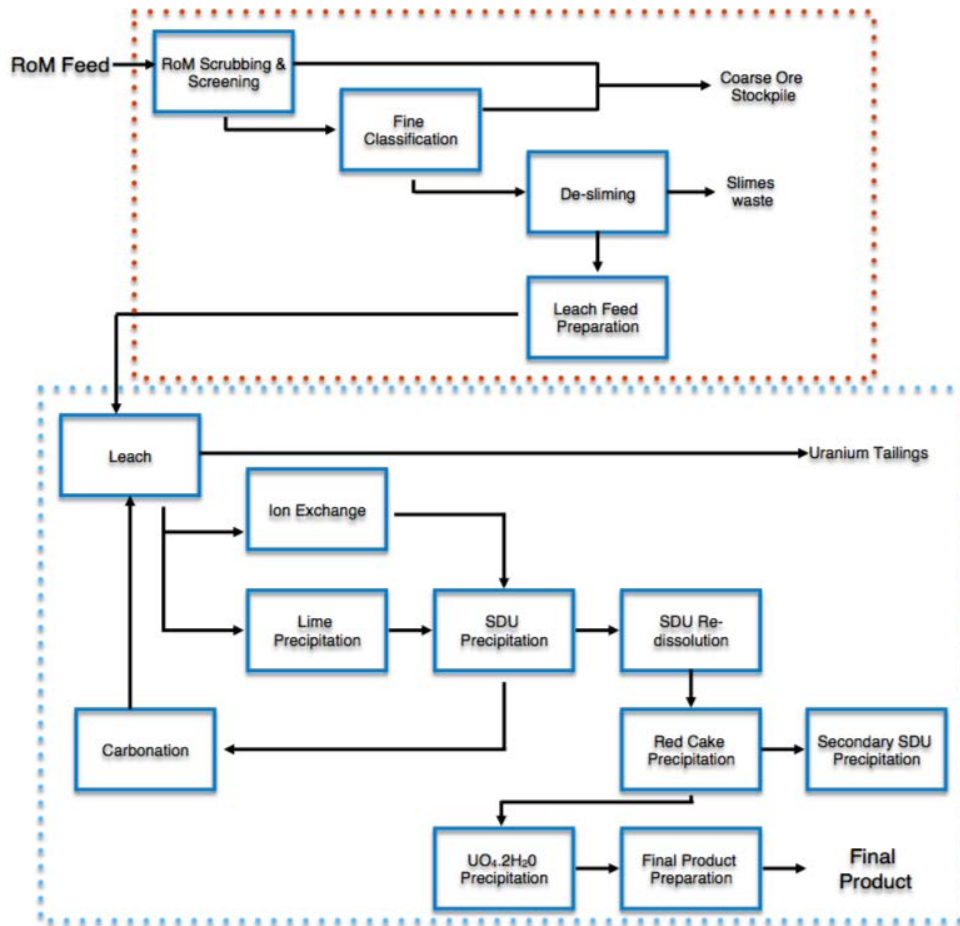 RoM Feed
RoM Scrubbing &
Screening
Coarse Ore
Stockpile
Fine
Classification
De-sliming
Slimes
waste
Leach Feed
Preparation
Leach
Uranium Tailings
Ion Exchange
Lime
Precipitation
SDU
Precipitation
SDU Re-
dissolution
Carbonation
Red Cake
Precipitation
Secondary SDU
Precipitation
UO₄.2H₂0
Precipitation
Final Product
Preparation
Final
Product